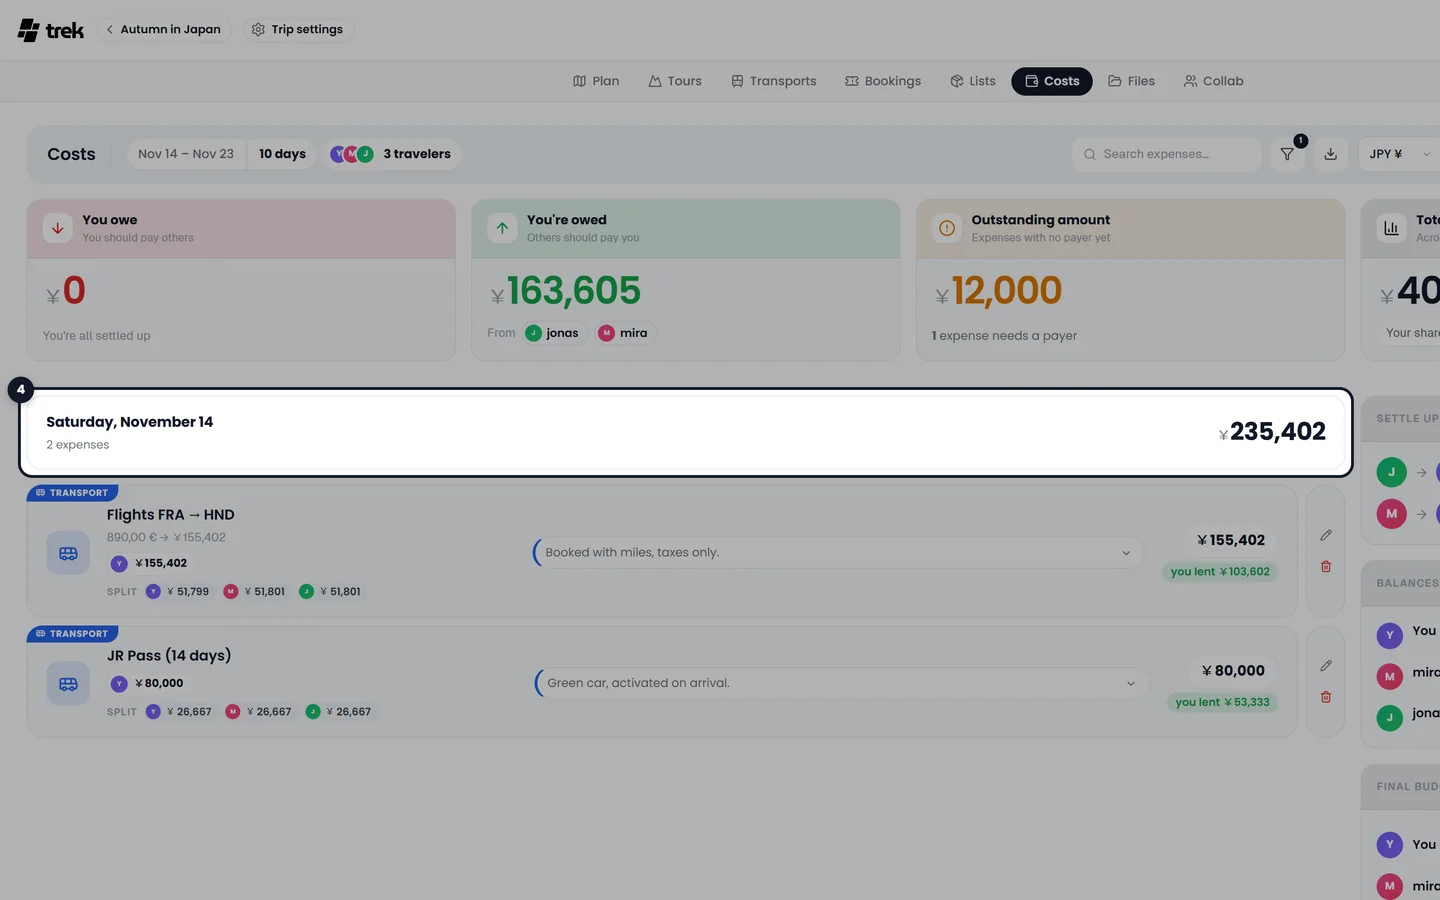 trek
Autumn in Japan
Trip settings
Plan
Tours
Transports
Bookings
Lists
Costs
Files
Collab
Costs
Nov 14 – Nov 23
10 days
Y M J
3 travelers
Search expenses...
1
JPY ¥
You owe
You should pay others
¥0
You're all settled up
You're owed
Others should pay you
¥163,605
From J jonas M mira
Outstanding amount
Expenses with no payer yet
¥12,000
1 expense needs a payer
¥40
4
Saturday, November 14
2 expenses
¥235,402
SETTLE UP
J →
M →
TRANSPORT
Flights FRA → HND
890,00 € → ¥155,402
Y ¥155,402
SPLIT Y ¥ 51,799 M ¥ 51,801 J ¥ 51,801
Booked with miles, taxes only.
¥155,402
you lent ¥103,602
TRANSPORT
JR Pass (14 days)
Y ¥80,000
SPLIT Y ¥ 26,667 M ¥ 26,667 J ¥ 26,667
Green car, activated on arrival.
¥80,000
you lent ¥53,333
BALANCES
Y You
M mira
J jona
FINAL BUD
Y You
M mira